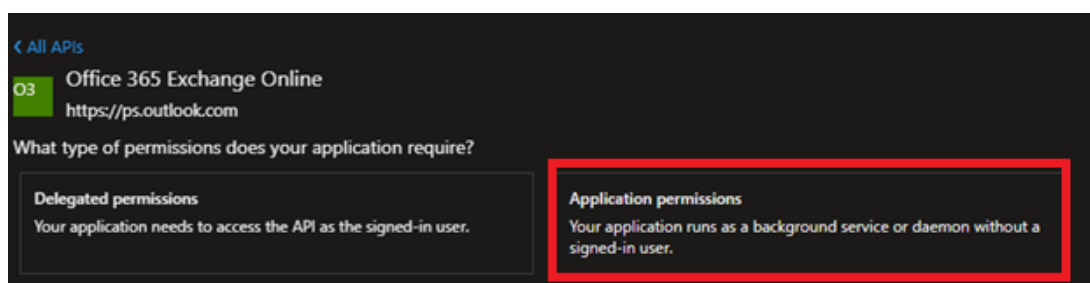 All APIs
O3
Office 365 Exchange Online
https://ps.outlook.com
What type of permissions does your application require?
Delegated permissions
Your application needs to access the API as the signed-in user.
Application permissions
Your application runs as a background service or daemon without a
signed-in user.